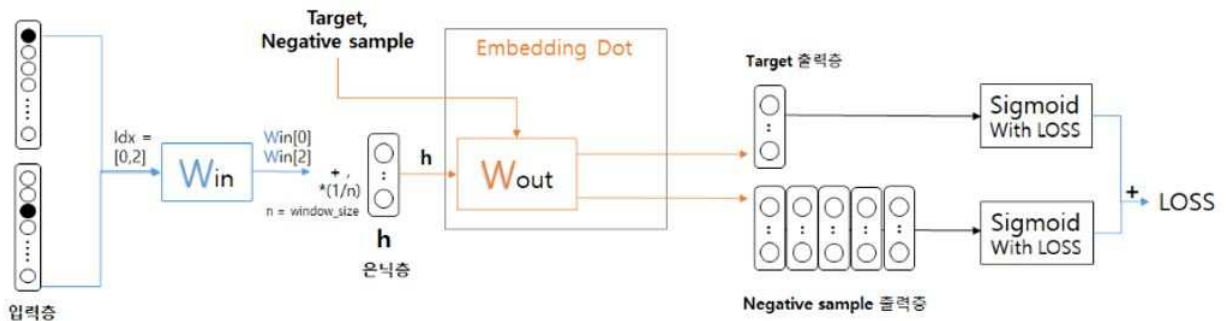 입력층
Idx =
[0,2]
Win
Win[0]
Win[2]
+ ,
*(1/n)
n = window_size
h
은닉층
Target,
Negative sample
h
Embedding Dot
Wout
Target 출력층
Negative sample 출력층
Sigmoid
With LOSS
Sigmoid
With LOSS
+
LOSS